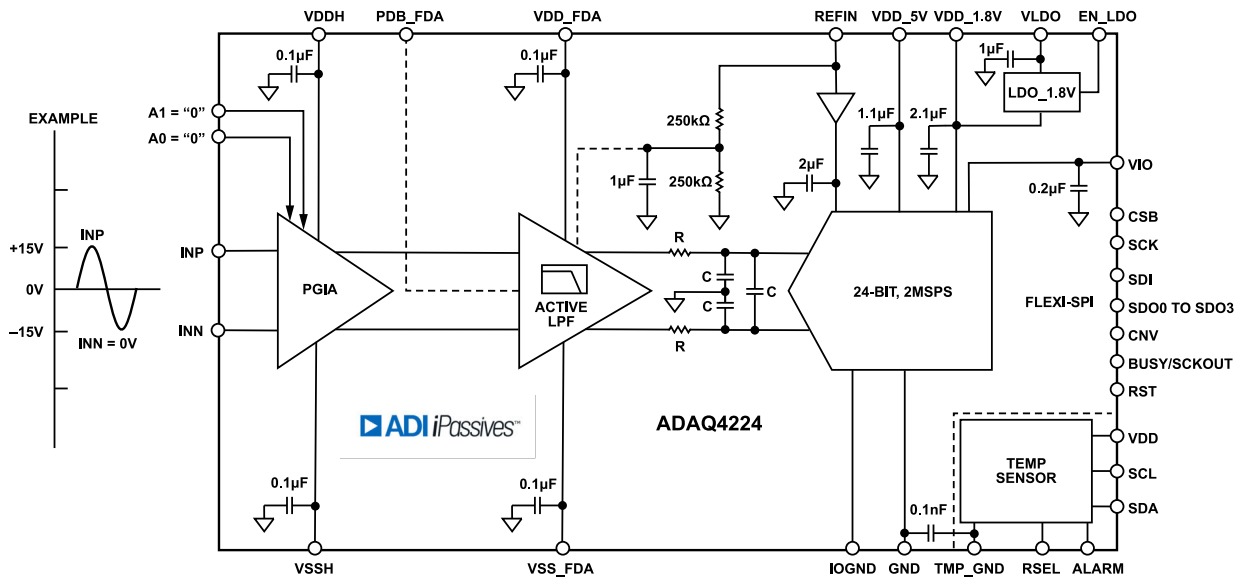 VDDH
PDB_FDA
VDD_FDA
REFIN
VDD_5V
VDD_1.8V
VLDO
EN_LDO
0.1µF
0.1µF
1µF
LDO_1.8V
A1 = “0”
A0 = “0”
EXAMPLE
250kΩ
1.1µF
2.1µF
VIO
1µF
250kΩ
2µF
0.2µF
CSB
SCK
+15V
INP
INP
R
C
C
C
0V
PGIA
ACTIVE
LPF
24-BIT, 2MSPS
FLEXI-SPI
SDI
SDO0 TO SDO3
–15V
INN = 0V
INN
R
CNV
BUSY/SCKOUT
RST
ADI iPassives™
ADAQ4224
TEMP
SENSOR
VDD
SCL
SDA
0.1µF
0.1µF
0.1nF
VSSH
VSS_FDA
IOGND
GND
TMP_GND
RSEL
ALARM